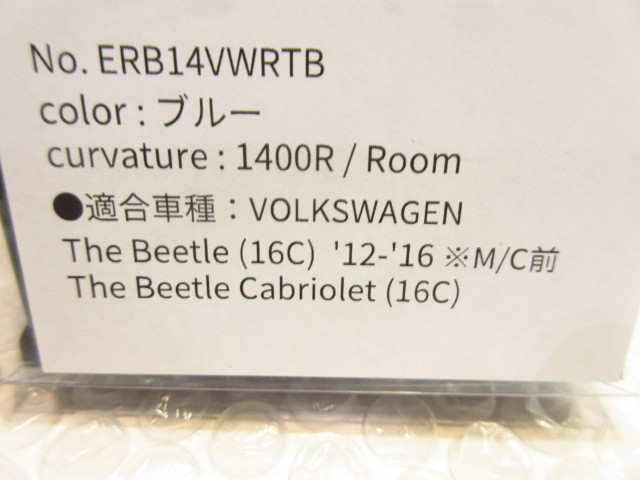 No. ERB14VWRTB
color : ブルー
curvature : 1400R / Room
●適合車種：VOLKSWAGEN
The Beetle (16C) '12-'16 ※M/C前
The Beetle Cabriolet (16C)